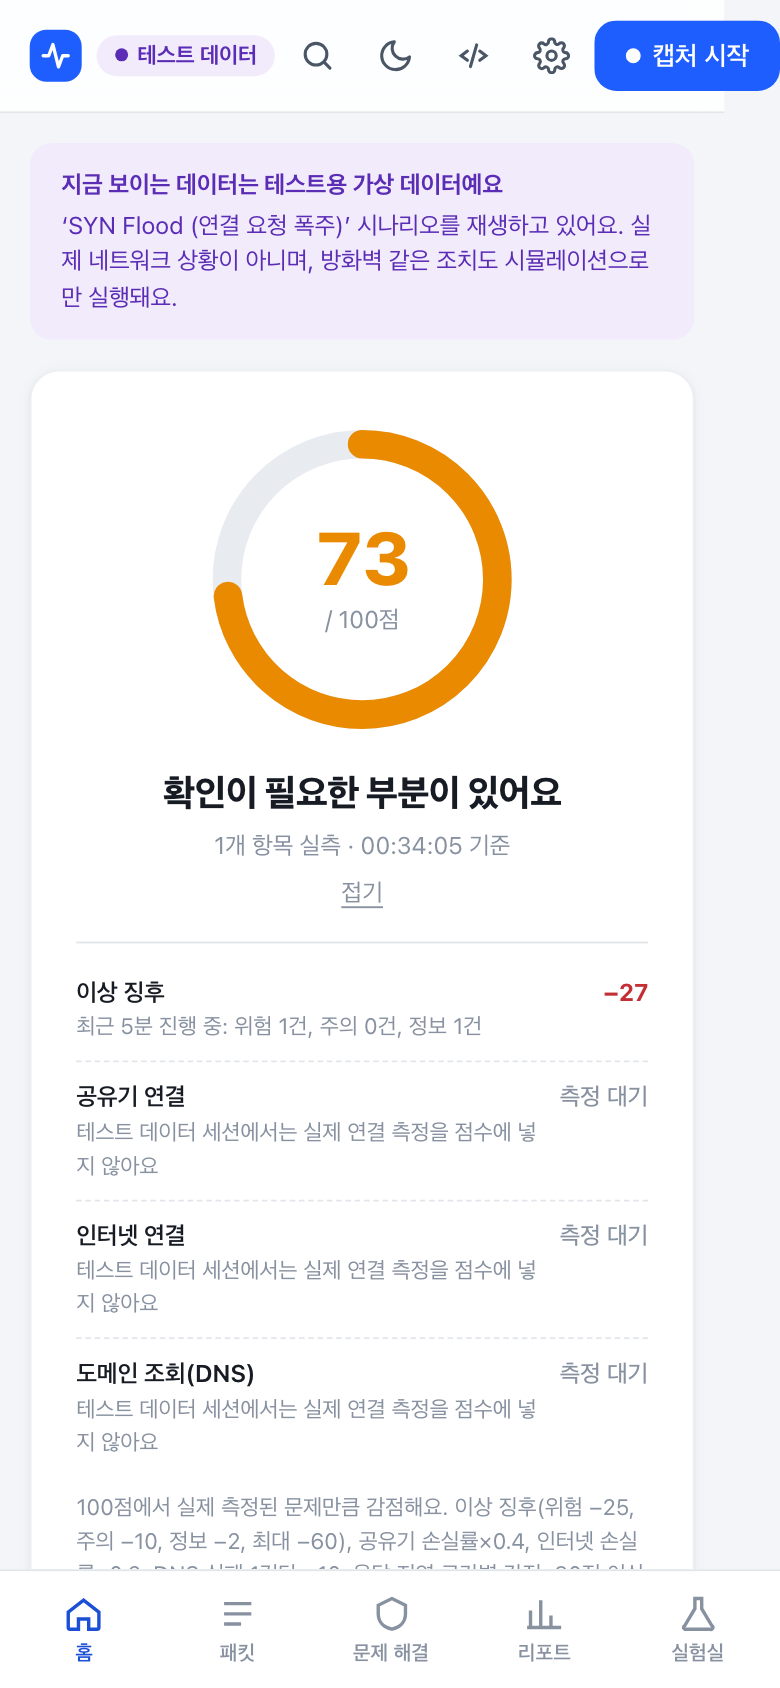 테스트 데이터
캡처 시작
지금 보이는 데이터는 테스트용 가상 데이터예요
‘SYN Flood (연결 요청 폭주)’ 시나리오를 재생하고 있어요. 실
제 네트워크 상황이 아니며, 방화벽 같은 조치도 시뮬레이션으로
만 실행돼요.
73
/ 100점
확인이 필요한 부분이 있어요
1개 항목 실측 · 00:34:05 기준
접기
이상 징후
−27
최근 5분 진행 중: 위험 1건, 주의 0건, 정보 1건
공유기 연결
측정 대기
테스트 데이터 세션에서는 실제 연결 측정을 점수에 넣
지 않아요
인터넷 연결
측정 대기
테스트 데이터 세션에서는 실제 연결 측정을 점수에 넣
지 않아요
도메인 조회(DNS)
측정 대기
테스트 데이터 세션에서는 실제 연결 측정을 점수에 넣
지 않아요
100점에서 실제 측정된 문제만큼 감점해요. 이상 징후(위험 −25,
주의 −10, 정보 −2, 최대 −60), 공유기 손실률×0.4, 인터넷 손실
홈
패킷
문제 해결
리포트
실험실